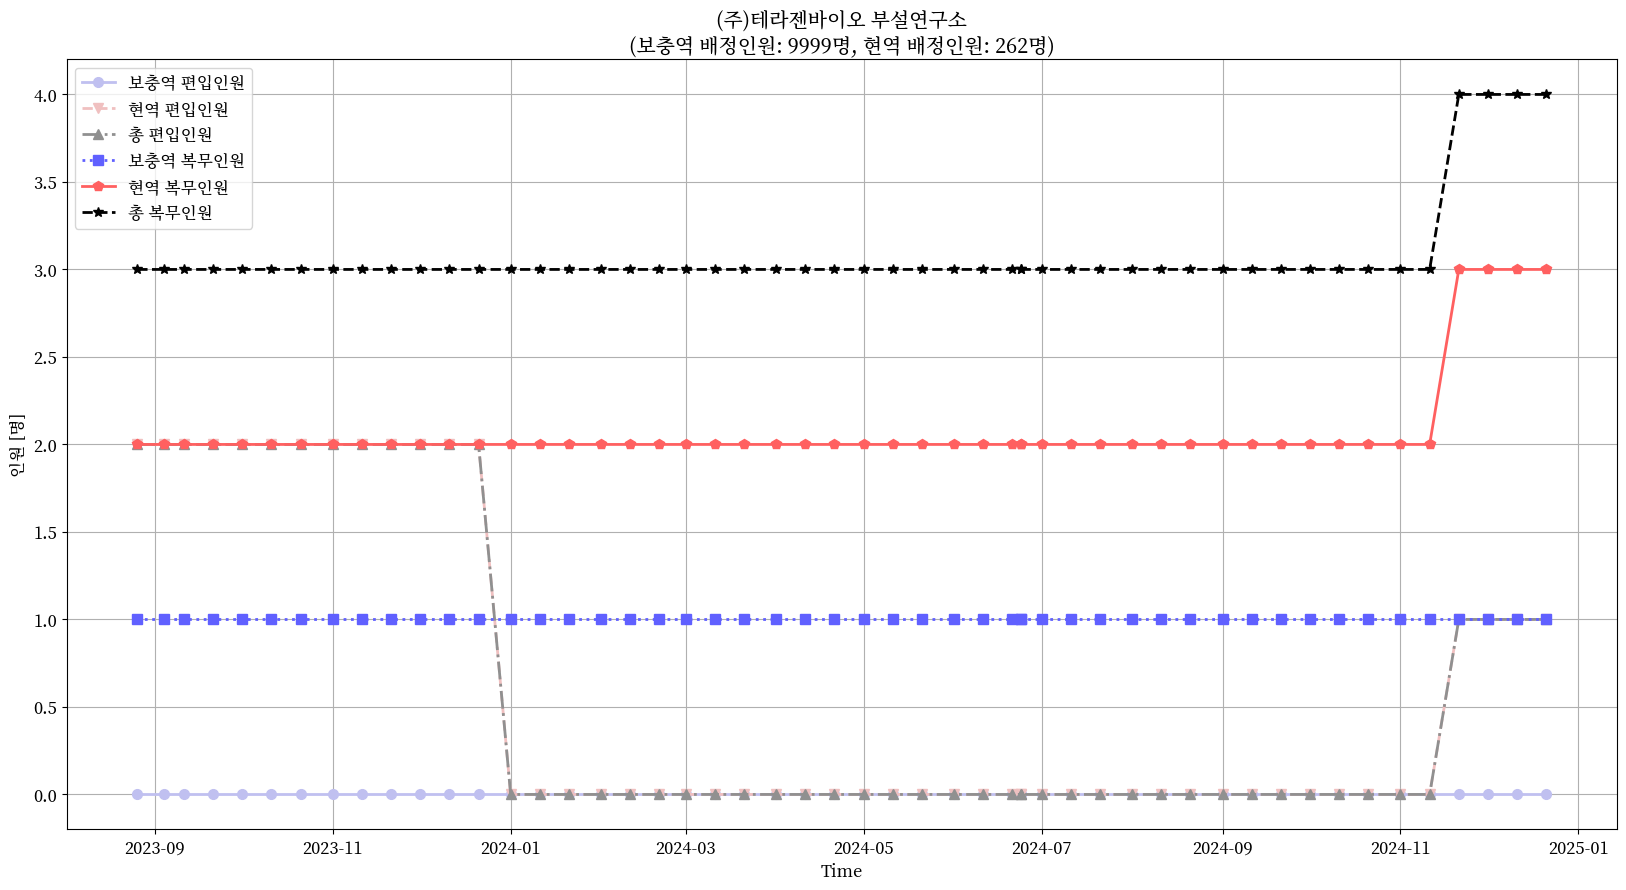 (주)테라젠바이오 부설연구소
(보충역 배정인원: 9999명, 현역 배정인원: 262명)
보충역 편입인원
현역 편입인원
총 편입인원
보충역 복무인원
현역 복무인원
총 복무인원
4.0
3.5
3.0
2.5
2.0
1.5
1.0
0.5
0.0
인원 [명]
2023-09 2023-11 2024-01 2024-03 2024-05 2024-07 2024-09 2024-11 2025-01
Time